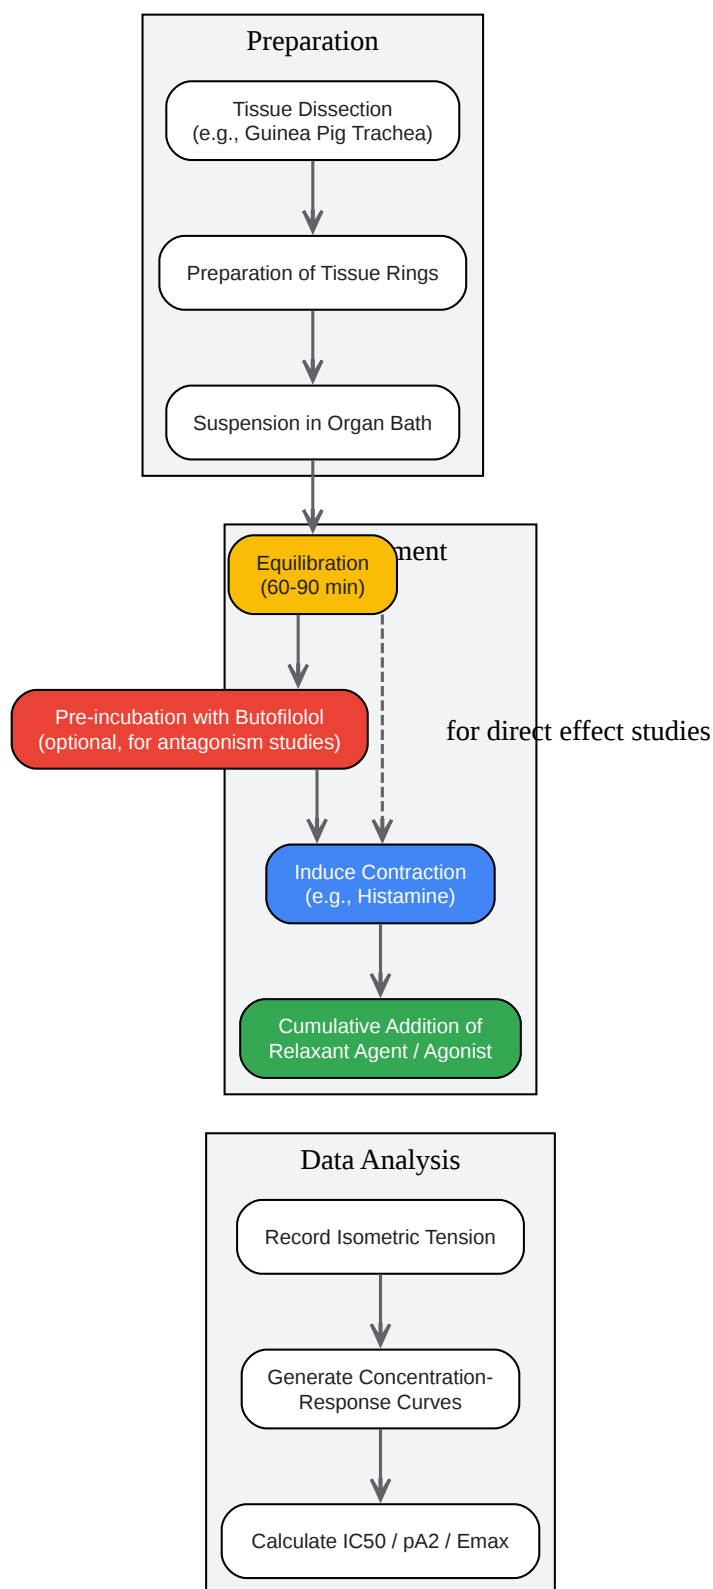 Preparation
Tissue Dissection
(e.g., Guinea Pig Trachea)
Preparation of Tissue Rings
Suspension in Organ Bath
Equilibration
(60-90 min)
Pre-incubation with Butofilolol
(optional, for antagonism studies)
for direct effect studies
Induce Contraction
(e.g., Histamine)
Cumulative Addition of
Relaxant Agent / Agonist
Data Analysis
Record Isometric Tension
Generate Concentration-
Response Curves
Calculate IC50 / pA2 / Emax